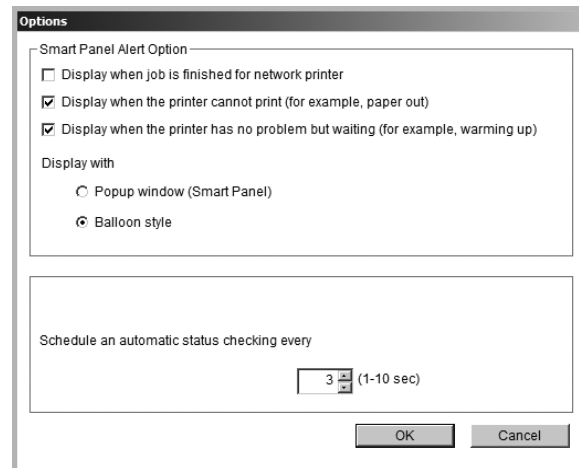 Options
Smart Panel Alert Option
Display when job is finished for network printer
Display when the printer cannot print (for example, paper out)
Display when the printer has no problem but waiting (for example, warming up)
Display with
Popup window (Smart Panel)
Balloon style
Schedule an automatic status checking every
3 (1-10 sec)
OK Cancel